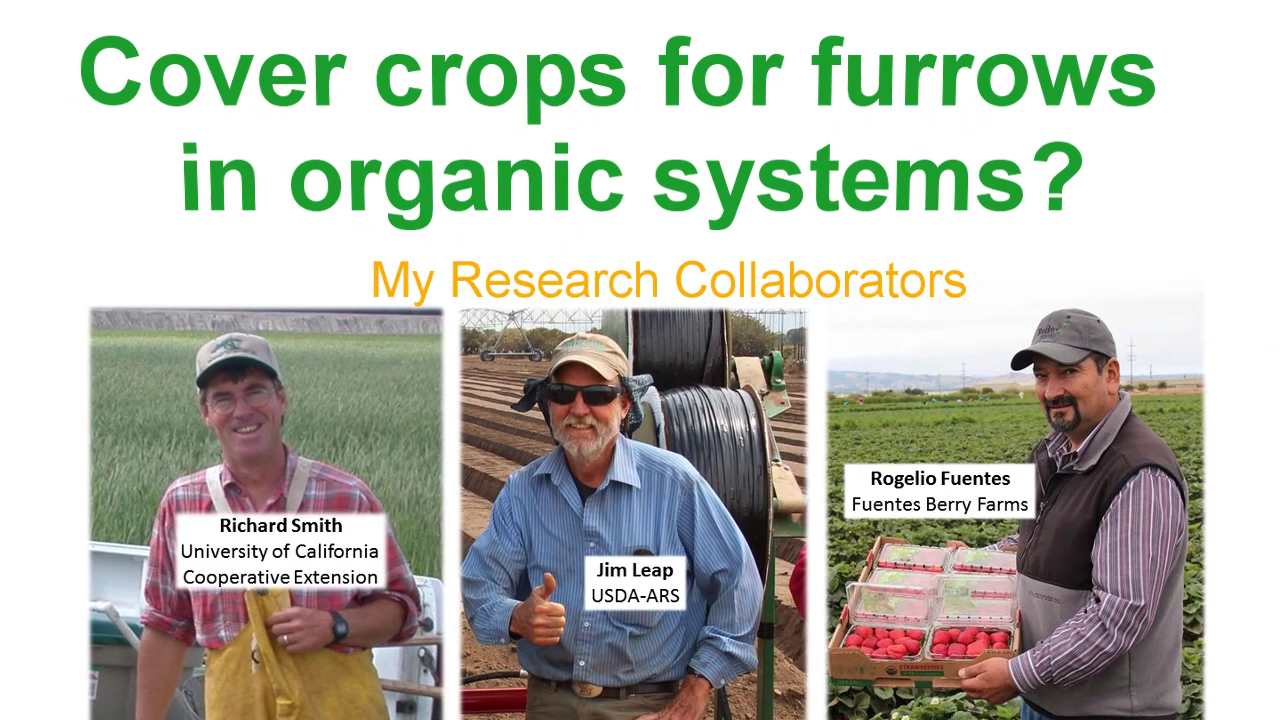 Cover crops for furrows
in organic systems?
My Research Collaborators
Richard Smith
University of California
Cooperative Extension
Jim Leap
USDA-ARS
Rogelio Fuentes
Fuentes Berry Farms
STRAWBERRIES